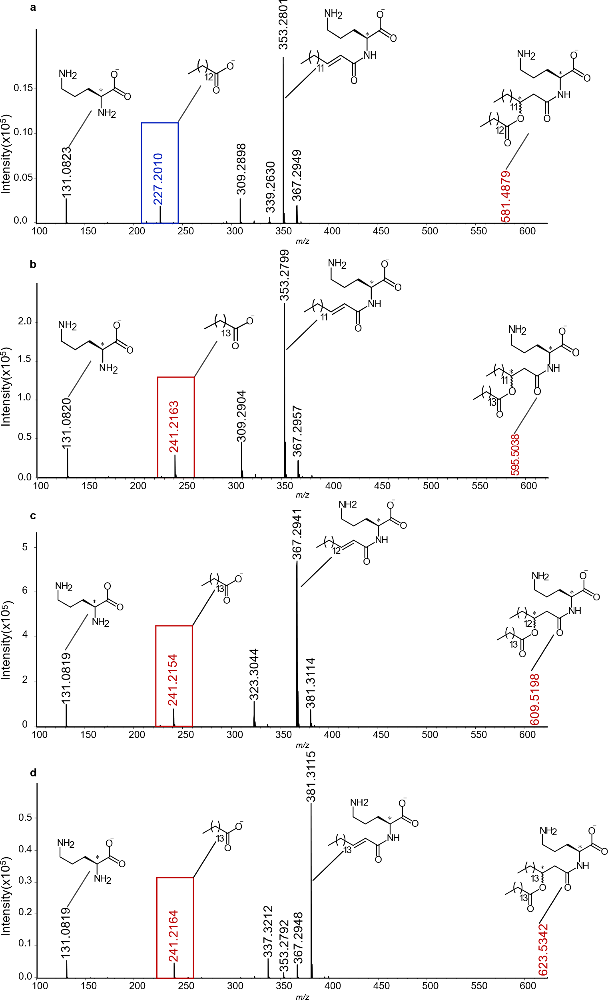 a
Intensity(x10⁵)
0.15
0.10
0.05
0.0
100 150 200 250 300 350 400 450 500 550 600
m/z
131.0823
227.2010
309.2898
339.2630
353.2801
367.2949
581.4879
NH2
O⁻
*
O
NH2
O⁻
12
O
NH2
O⁻
*
O
NH
11
O
NH2
O⁻
*
O
NH
*
11
O
O
12
O
b
Intensity(x10⁵)
2.0
1.5
1.0
0.5
0.0
100 150 200 250 300 350 400 450 500 550 600
m/z
131.0820
241.2163
309.2904
353.2799
367.2957
595.5038
NH2
O⁻
*
O
NH2
O⁻
13
O
NH2
O⁻
*
O
NH
11
O
NH2
O⁻
*
O
NH
*
11
O
O
13
O
c
Intensity(x10⁵)
5
6
4
2
0
100 150 200 250 300 350 400 450 500 550 600
m/z
131.0819
241.2154
323.3044
367.2941
381.3114
609.5198
NH2
O⁻
*
O
NH2
O⁻
13
O
NH2
O⁻
*
O
NH
12
O
NH2
O⁻
*
O
NH
*
12
O
O
13
O
d
Intensity(x10⁵)
0.5
0.4
0.3
0.2
0.1
0.0
100 150 200 250 300 350 400 450 500 550 600
m/z
131.0819
241.2164
337.3212
353.2792
367.2948
381.3115
623.5342
NH2
O⁻
*
O
NH2
O⁻
13
O
NH2
O⁻
*
O
NH
13
O
NH2
O⁻
*
O
NH
*
13
O
O
13
O